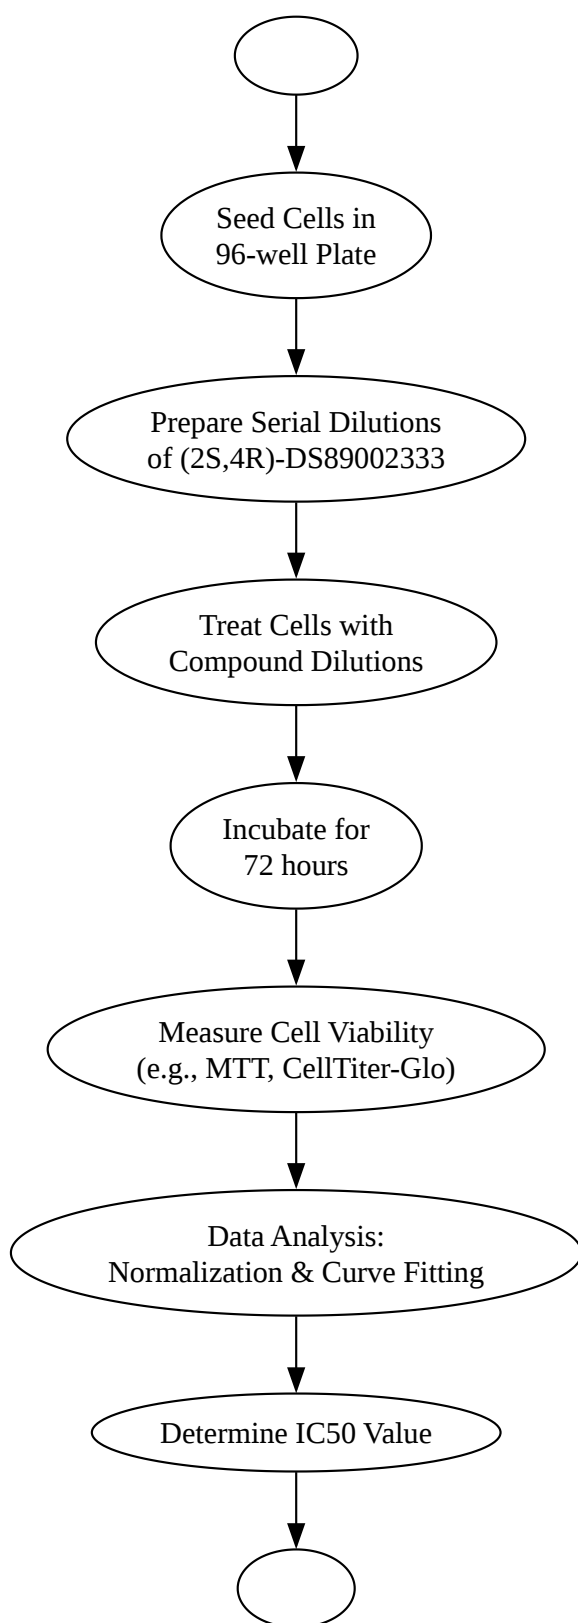 Seed Cells in
96-well Plate
Prepare Serial Dilutions
of (2S,4R)-DS89002333
Treat Cells with
Compound Dilutions
Incubate for
72 hours
Measure Cell Viability
(e.g., MTT, CellTiter-Glo)
Data Analysis:
Normalization & Curve Fitting
Determine IC50 Value